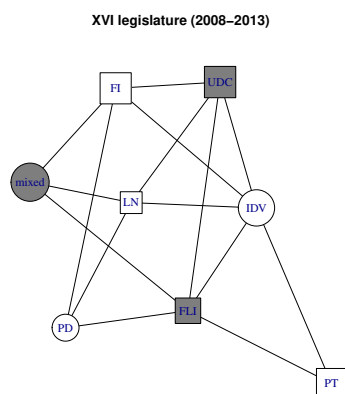 XVI legislature (2008–2013)
FI
UDC
mixed
LN
IDV
FLI
PD
PT